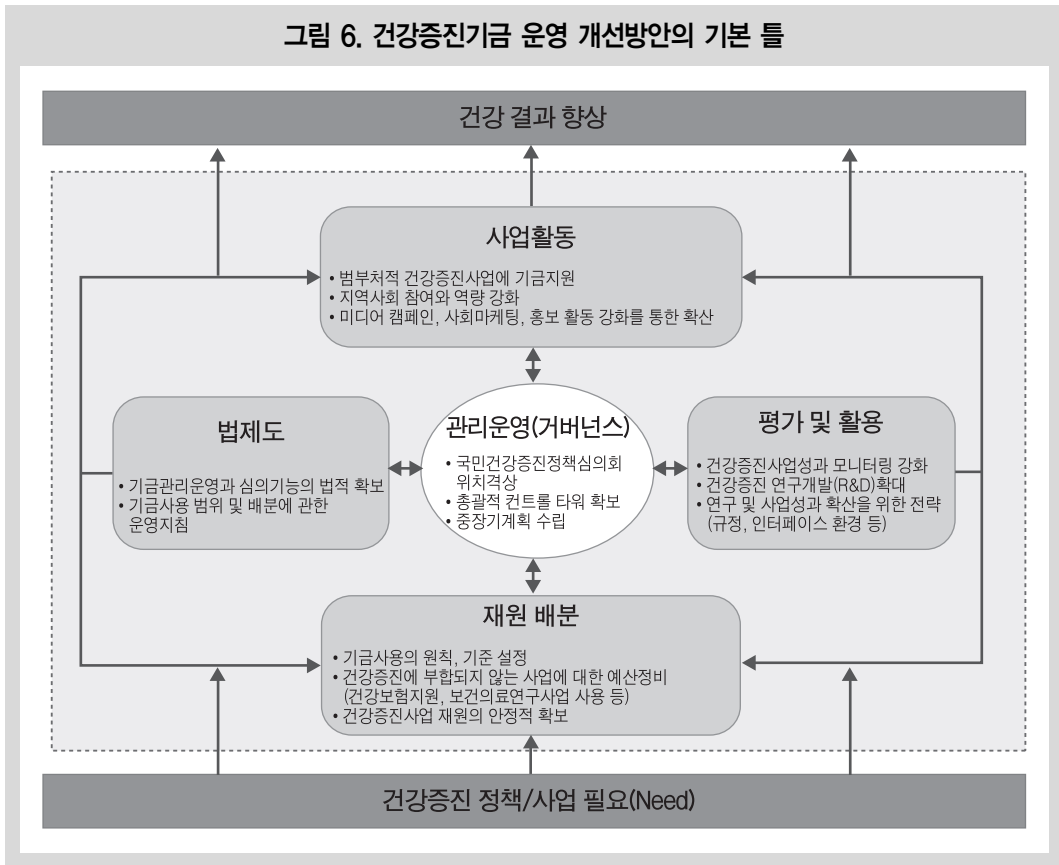 그림 6. 건강증진기금 운영 개선방안의 기본 틀
건강 결과 향상
사업활동
• 범부처적 건강증진사업에 기금지원
• 지역사회 참여와 역량 강화
• 미디어 캠페인, 사회마케팅, 홍보 활동 강화를 통한 확산
법제도
• 기금관리운영과 심의기능의 법적 확보
• 기금사용 범위 및 배분에 관한
운영지침
관리운영(거버넌스)
• 국민건강증진정책심의회
위치격상
• 총괄적 컨트롤 타워 확보
• 중장기계획 수립
평가 및 활용
• 건강증진사업성과 모니터링 강화
• 건강증진 연구개발(R&D)확대
• 연구 및 사업성과 확산을 위한 전략
(규정, 인터페이스 환경 등)
재원 배분
• 기금사용의 원칙, 기준 설정
• 건강증진에 부합되지 않는 사업에 대한 예산정비
(건강보험지원, 보건의료연구사업 사용 등)
• 건강증진사업 재원의 안정적 확보
건강증진 정책/사업 필요(Need)